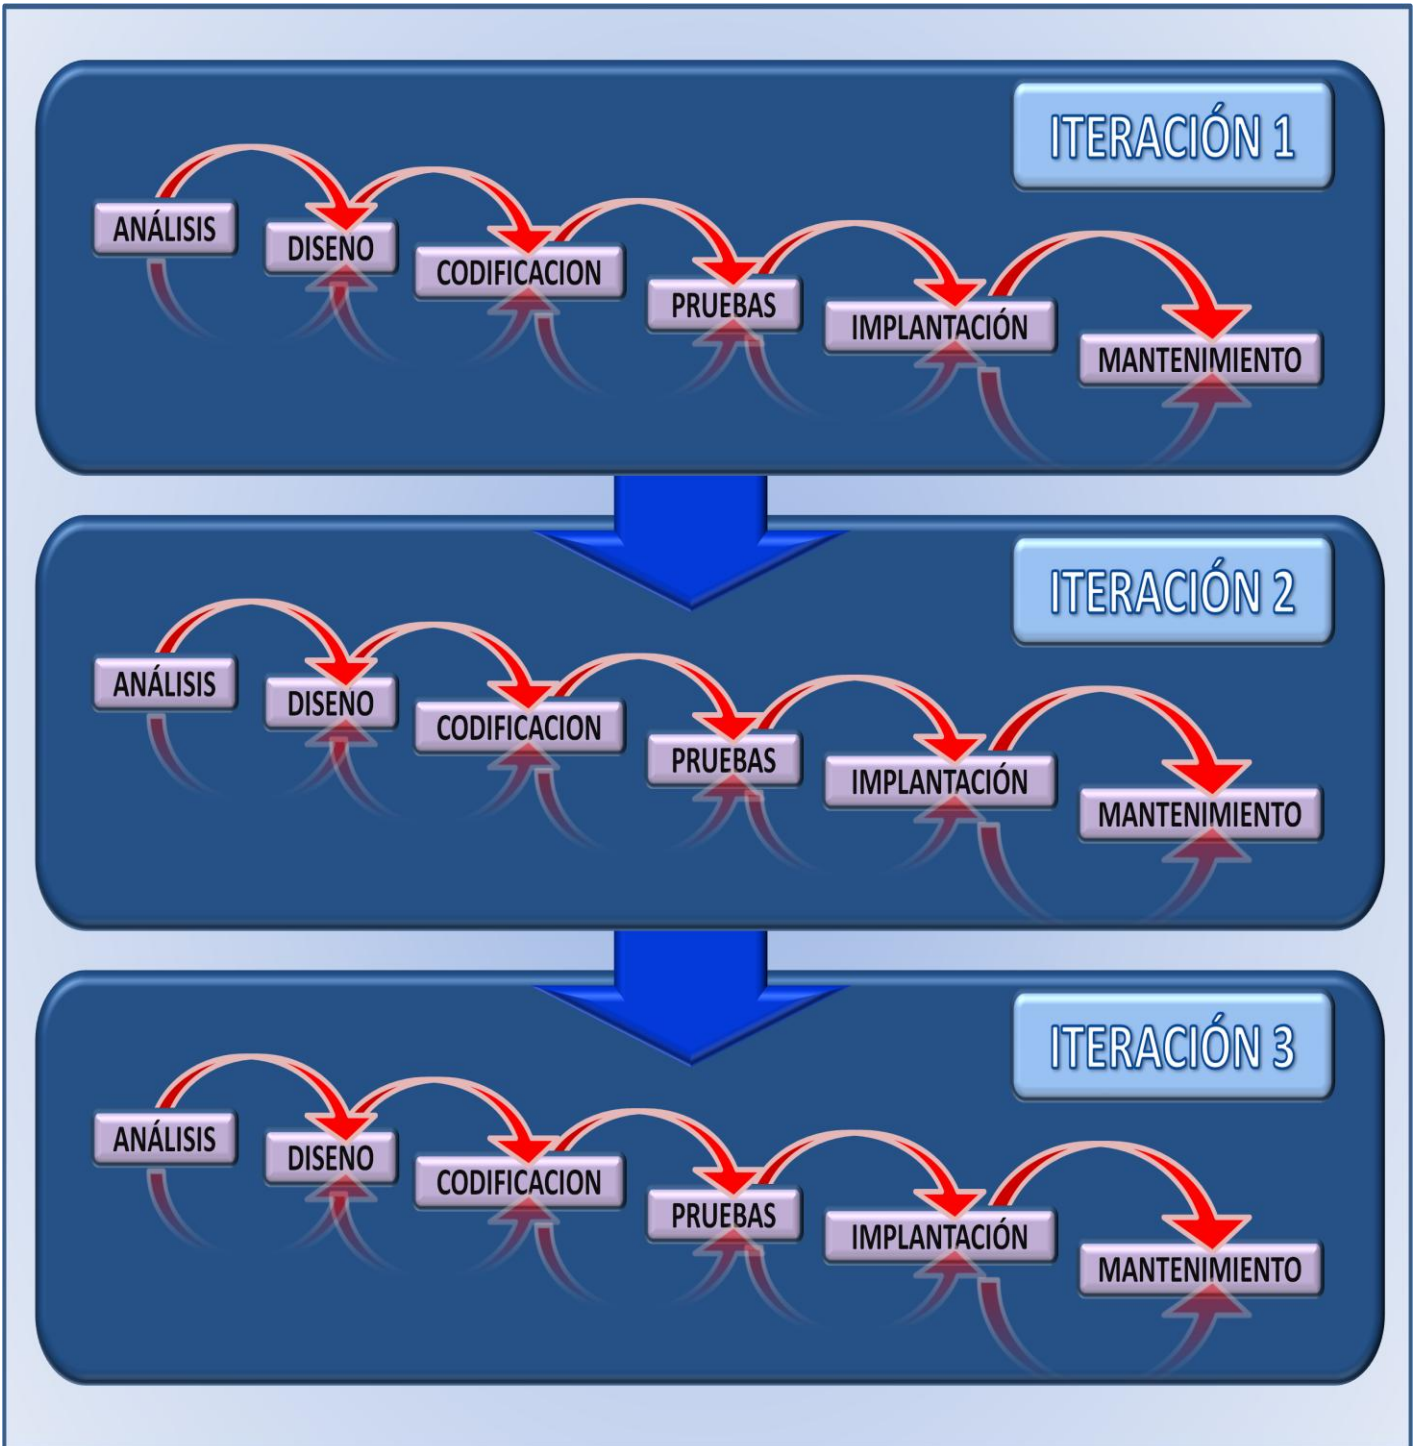 ITERACIÓN 1
ANÁLISIS
DISENO
CODIFICACION
PRUEBAS
IMPLANTACIÓN
MANTENIMIENTO
ITERACIÓN 2
ANÁLISIS
DISENO
CODIFICACION
PRUEBAS
IMPLANTACIÓN
MANTENIMIENTO
ITERACIÓN 3
ANÁLISIS
DISENO
CODIFICACION
PRUEBAS
IMPLANTACIÓN
MANTENIMIENTO